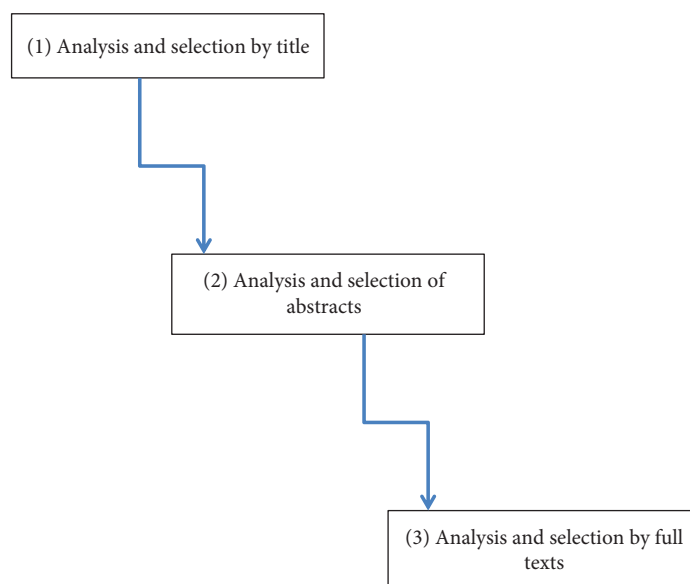 (1) Analysis and selection by title
(2) Analysis and selection of
abstracts
(3) Analysis and selection by full
texts